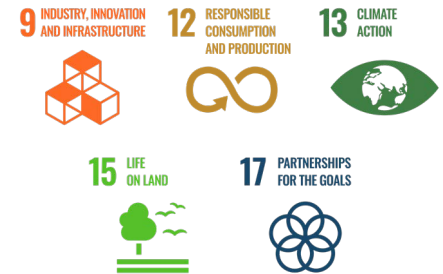 9 INDUSTRY, INNOVATION
AND INFRASTRUCTURE
12 RESPONSIBLE
CONSUMPTION
AND PRODUCTION
13 CLIMATE
ACTION
15 LIFE
ON LAND
17 PARTNERSHIPS
FOR THE GOALS